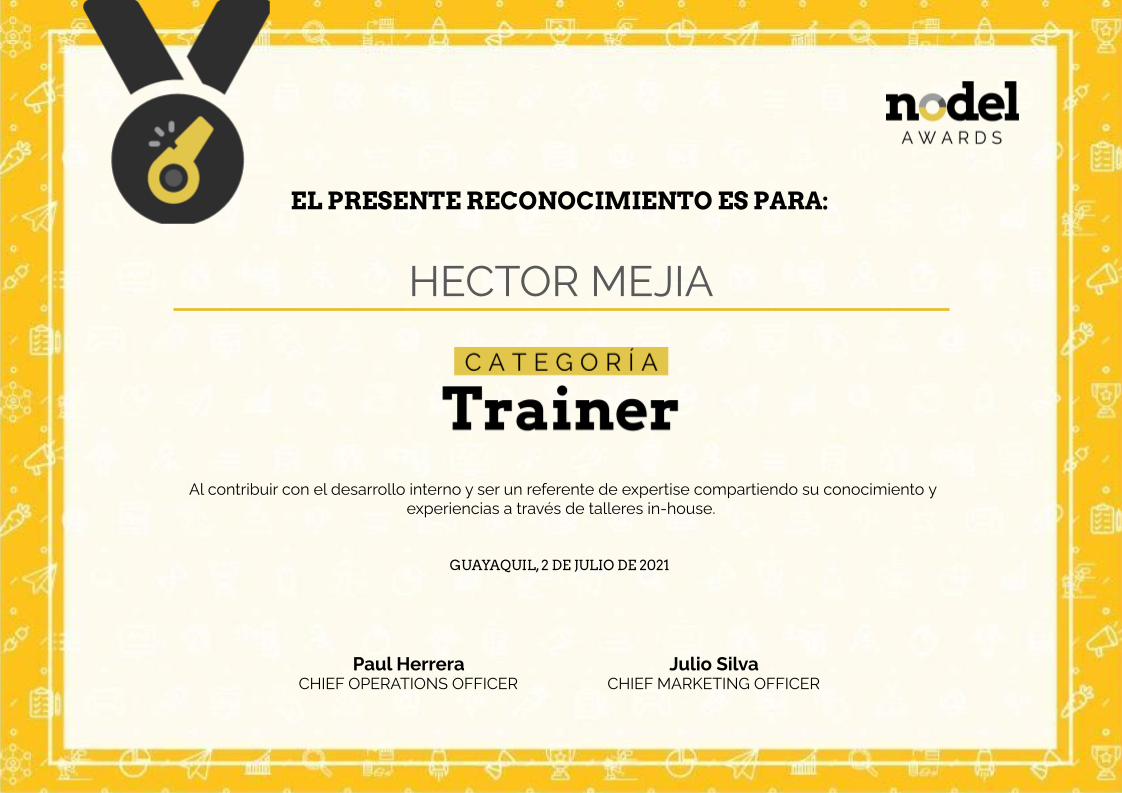 nodel
AWARDS
EL PRESENTE RECONOCIMIENTO ES PARA:
HECTOR MEJIA
CATEGORÍA
Trainer
Al contribuir con el desarrollo interno y ser un referente de expertise compartiendo su conocimiento y
experiencias a través de talleres in-house.
GUAYAQUIL, 2 DE JULIO DE 2021
Paul Herrera
CHIEF OPERATIONS OFFICER
Julio Silva
CHIEF MARKETING OFFICER